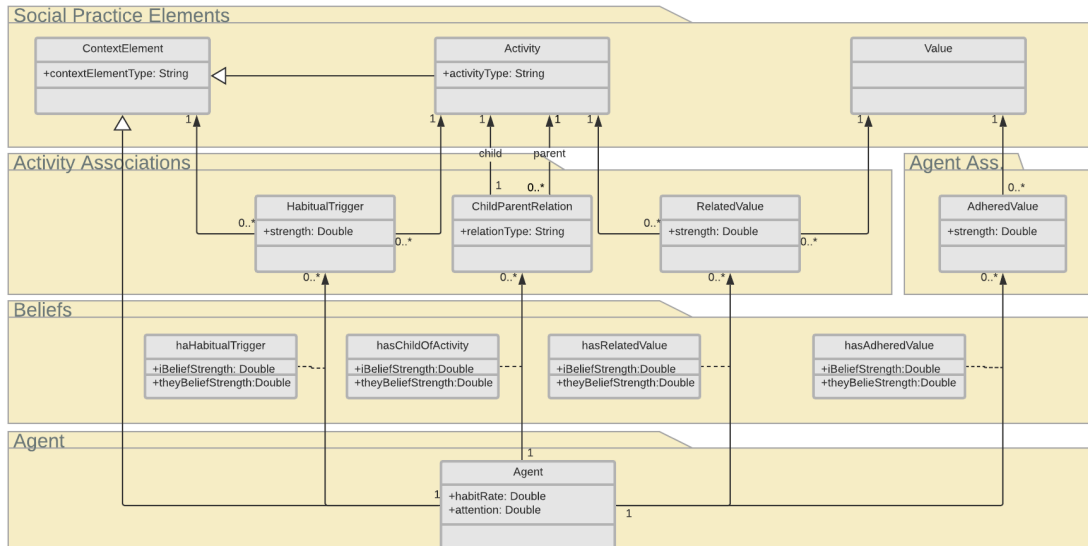 Social Practice Elements
ContextElement
+contextElementType: String
Activity
+activityType: String
Value
1
1
1
1
1
1
1
child
parent
Activity Associations
Agent Ass.
1
0..*
0..*
HabitualTrigger
+strength: Double
ChildParentRelation
+relationType: String
RelatedValue
+strength: Double
AdheredValue
+strength: Double
0..*
0..*
0..*
0..*
0..*
0..*
0..*
0..*
Beliefs
haHabitualTrigger
+iBeliefStrength: Double
+theyBeliefStrength:Double
hasChildOfActivity
+iBeliefStrength:Double
+theyBeliefStrength:Double
hasRelatedValue
+iBeliefStrength:Double
+theyBeliefStrength:Double
hasAdheredValue
+iBeliefStrength:Double
+theyBelieStrength:Double
Agent
1
Agent
+habitRate: Double
+attention: Double
1
1